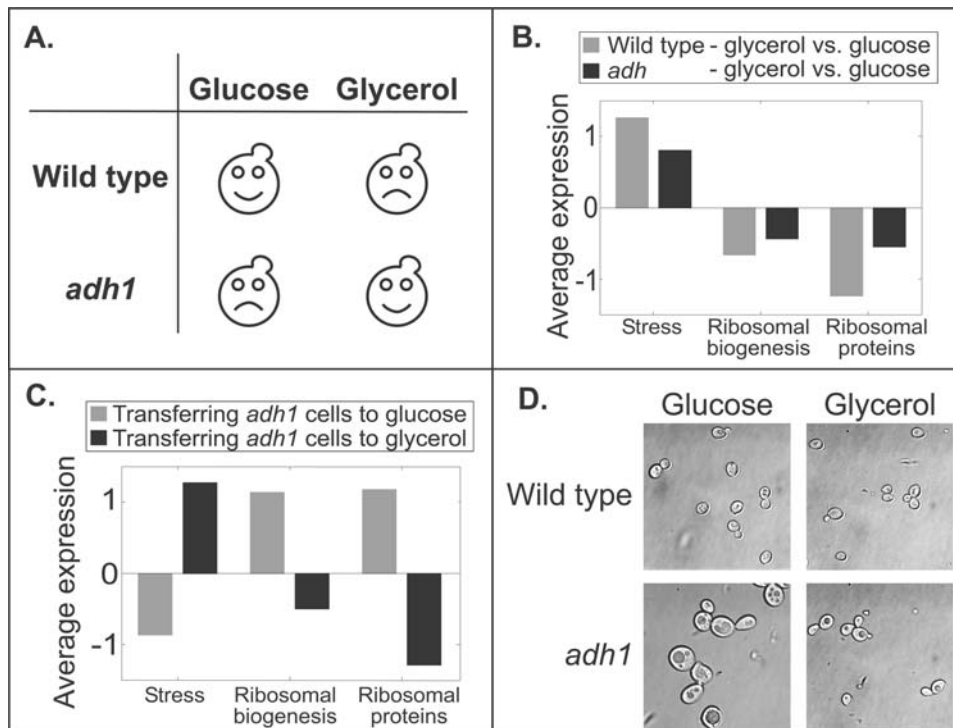 A.
Glucose Glycerol
Wild type
adh1
B.
Wild type - glycerol vs. glucose
adh - glycerol vs. glucose
Average expression
1
0
-1
Stress
Ribosomal biogenesis
Ribosomal proteins
C.
Transferring adh1 cells to glucose
Transferring adh1 cells to glycerol
Average expression
1
0
-1
Stress
Ribosomal biogenesis
Ribosomal proteins
D.
Glucose Glycerol
Wild type
adh1